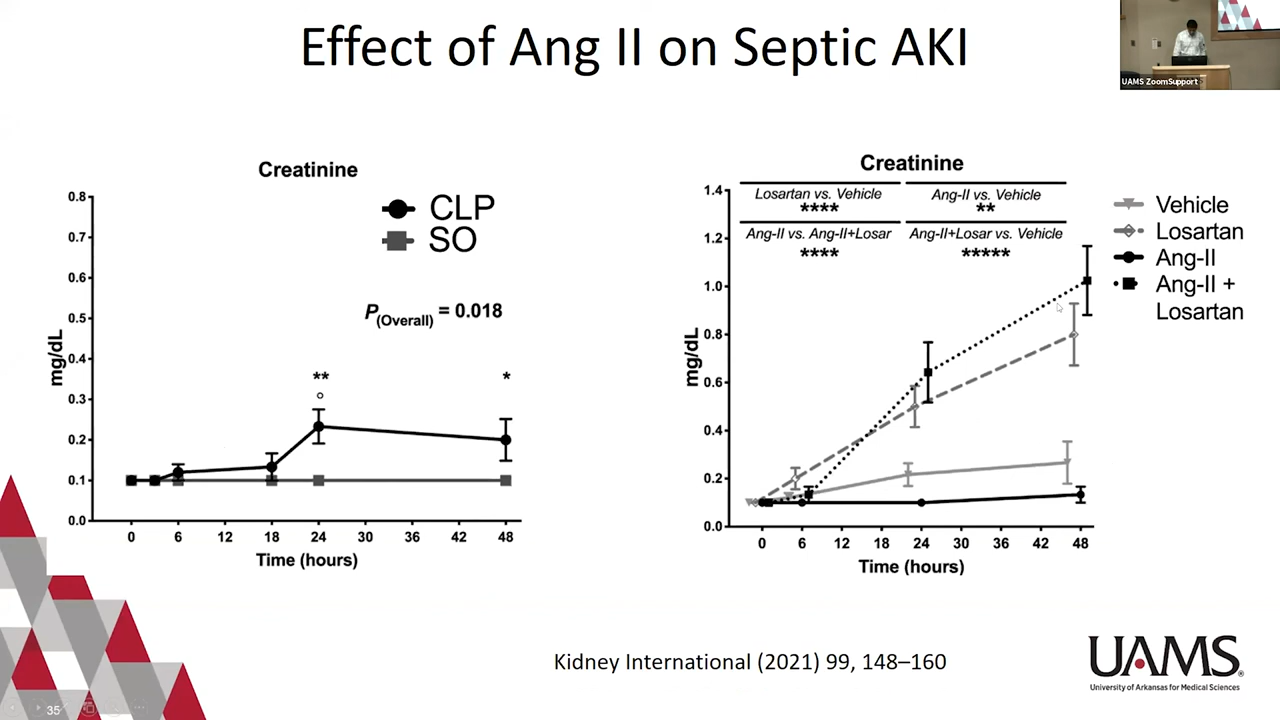 Effect of Ang II on Septic AKI
UAMS ZoomSupport
Creatinine
CLP
SO
P(Overall) = 0.018
**
*
mg/dL
0.8
0.7
0.6
0.5
0.4
0.3
0.2
0.1
0.0
0 6 12 18 24 30 36 42 48
Time (hours)
Creatinine
Losartan vs. Vehicle
****
Ang-II vs. Vehicle
**
Ang-II vs. Ang-II+Losar
****
Ang-II+Losar vs. Vehicle
*****
mg/dL
1.4
1.2
1.0
0.8
0.6
0.4
0.2
0.0
0 6 12 18 24 30 36 42 48
Time (hours)
Vehicle
Losartan
Ang-II
Ang-II +
Losartan
Kidney International (2021) 99, 148–160
UAMS®
University of Arkansas for Medical Sciences
35